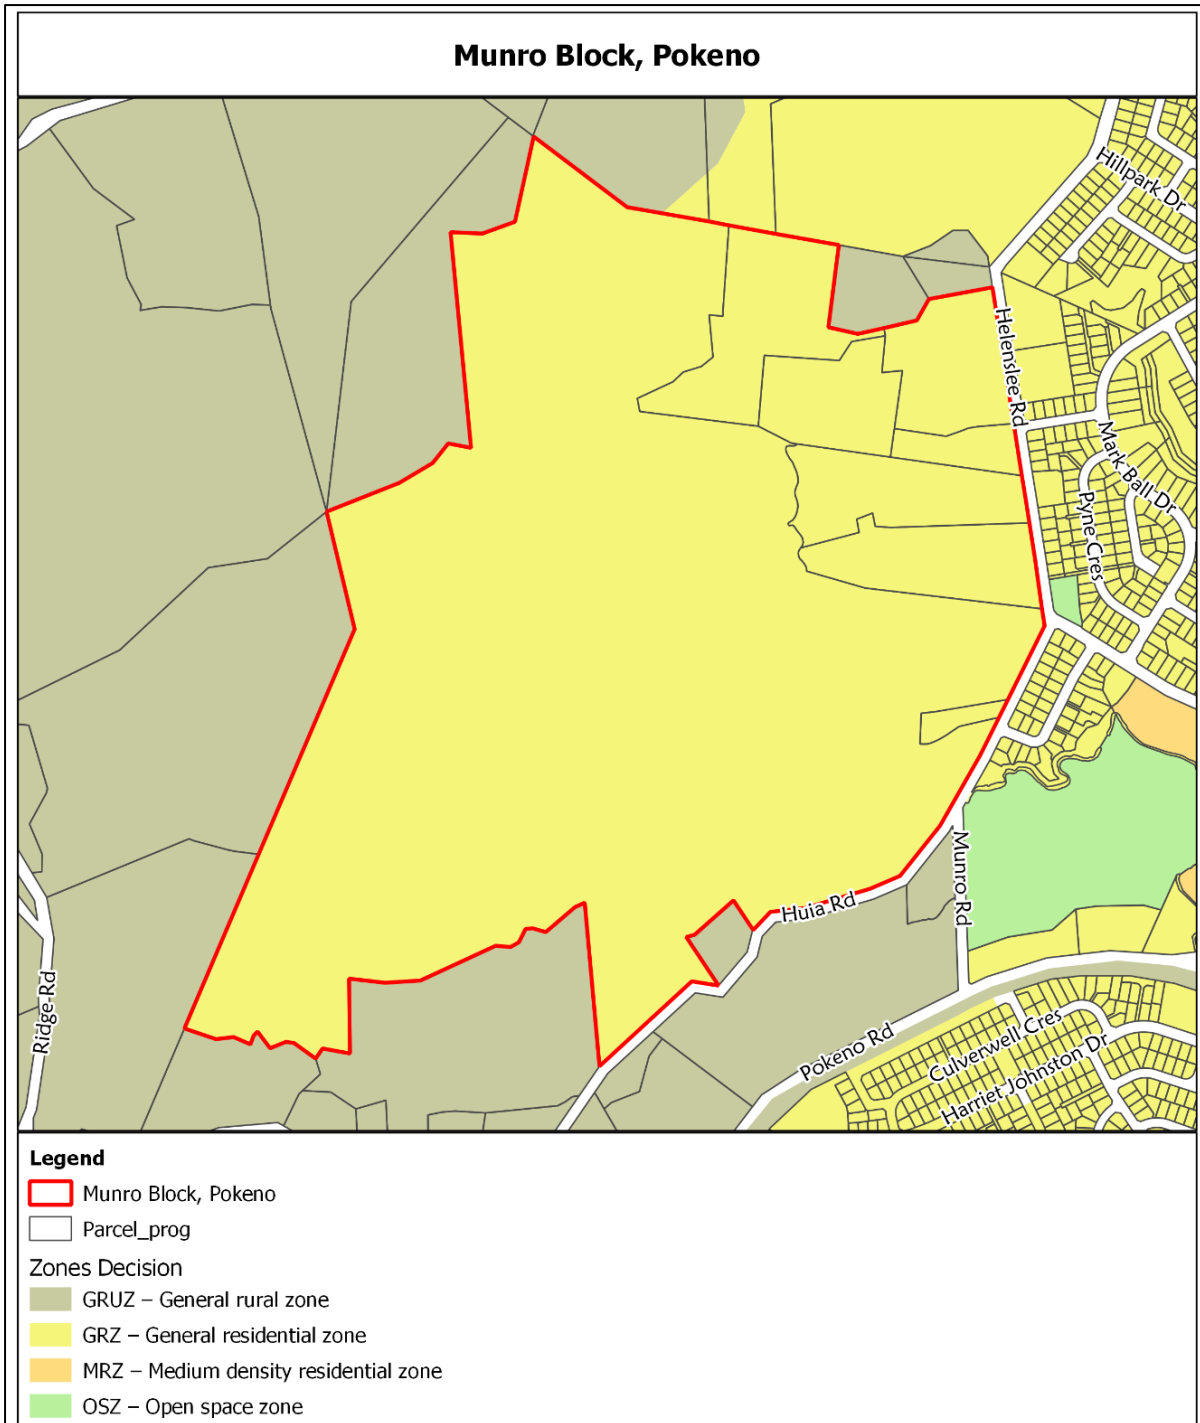 Munro Block, Pokeno
Hillpark Dr
Helenslee Rd
Mark Ball Dr
Pyne Cres
Munro Rd
Huia Rd
Ridge Rd
Pokeno Rd
Culverwell Cres
Harriet Johnston Dr
Legend
Munro Block, Pokeno
Parcel_prog
Zones Decision
GRUZ – General rural zone
GRZ – General residential zone
MRZ – Medium density residential zone
OSZ – Open space zone